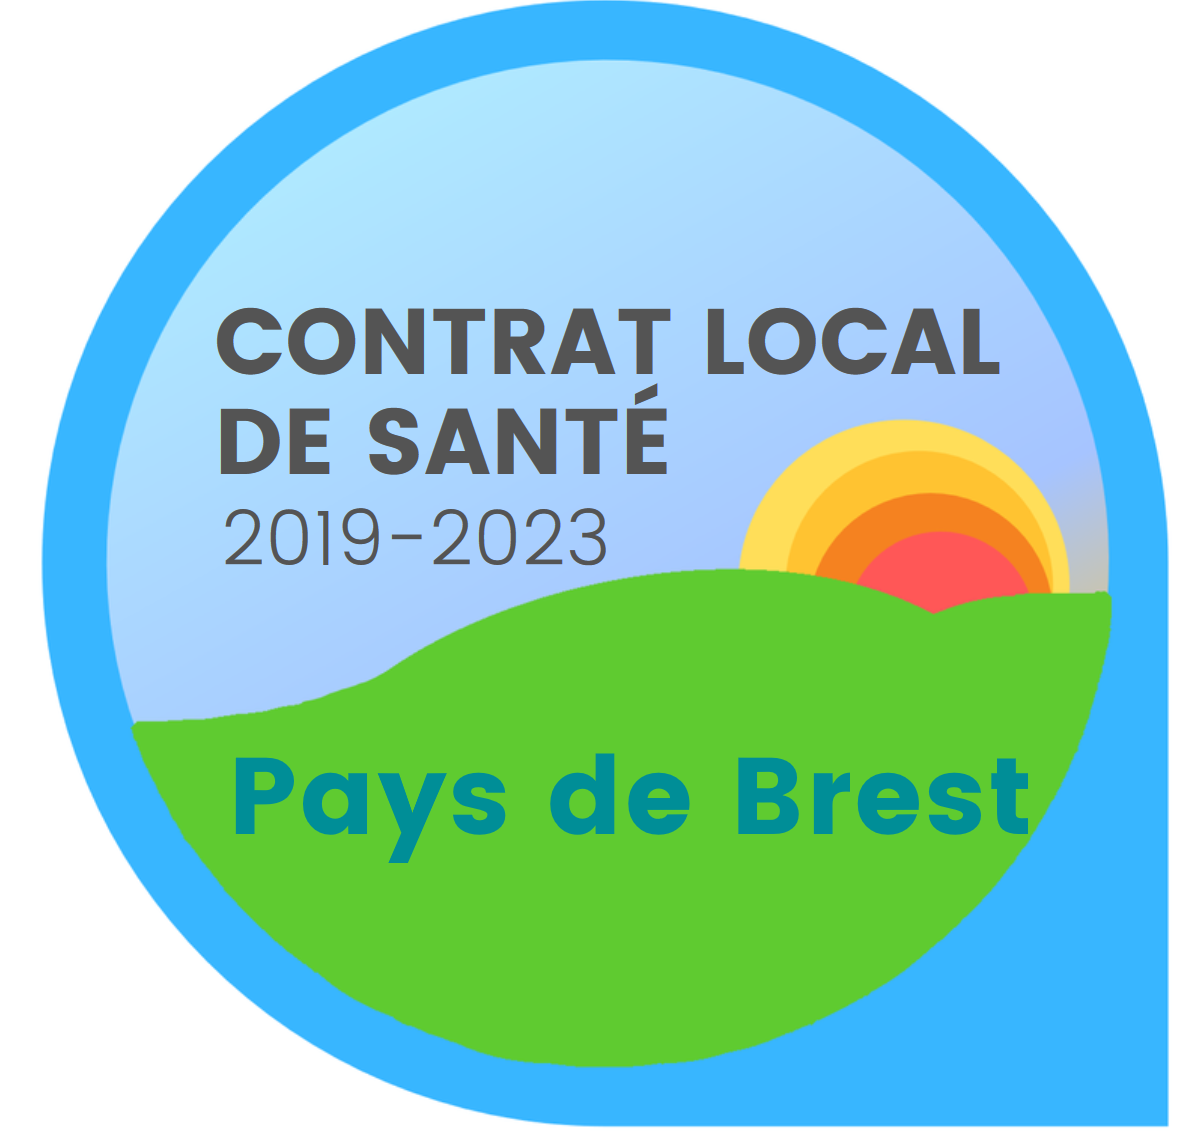 CONTRAT LOCAL
DE SANTÉ
2019-2023
Pays de Brest